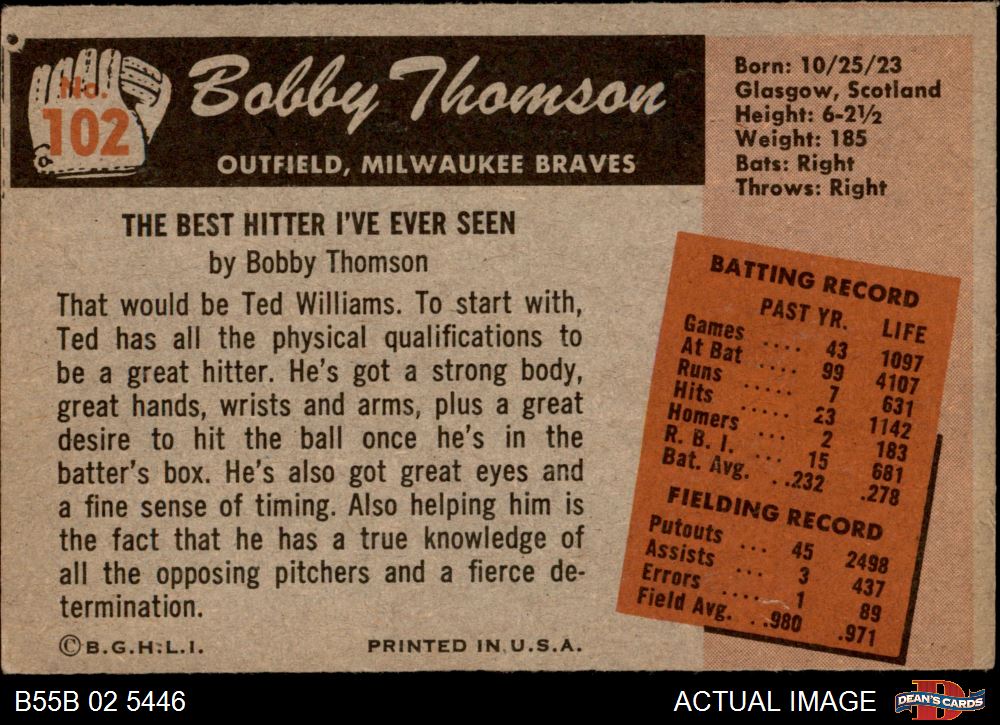 No.
102
Bobby Thomson
OUTFIELD, MILWAUKEE BRAVES
Born: 10/25/23
Glasgow, Scotland
Height: 6-2½
Weight: 185
Bats: Right
Throws: Right
THE BEST HITTER I'VE EVER SEEN
by Bobby Thomson
That would be Ted Williams. To start with,
Ted has all the physical qualifications to
be a great hitter. He's got a strong body,
great hands, wrists and arms, plus a great
desire to hit the ball once he's in the
batter's box. He's also got great eyes and
a fine sense of timing. Also helping him is
the fact that he has a true knowledge of
all the opposing pitchers and a fierce de-
termination.
©B.G.H.L.I.
PRINTED IN U.S.A.
BATTING RECORD
PAST YR. LIFE
Games .... 43 1097
At Bat .... 99 4107
Runs ..... 7 631
Hits ..... 23 1142
Homers ... 2 183
R. B. I. ... 15 681
Bat. Avg. ..232 .278
FIELDING RECORD
Putouts ... 45 2498
Assists ... 3 437
Errors ..... 1 89
Field Avg. ..980 .971
B55B 02 5446
ACTUAL IMAGE
DEAN'S CARDS